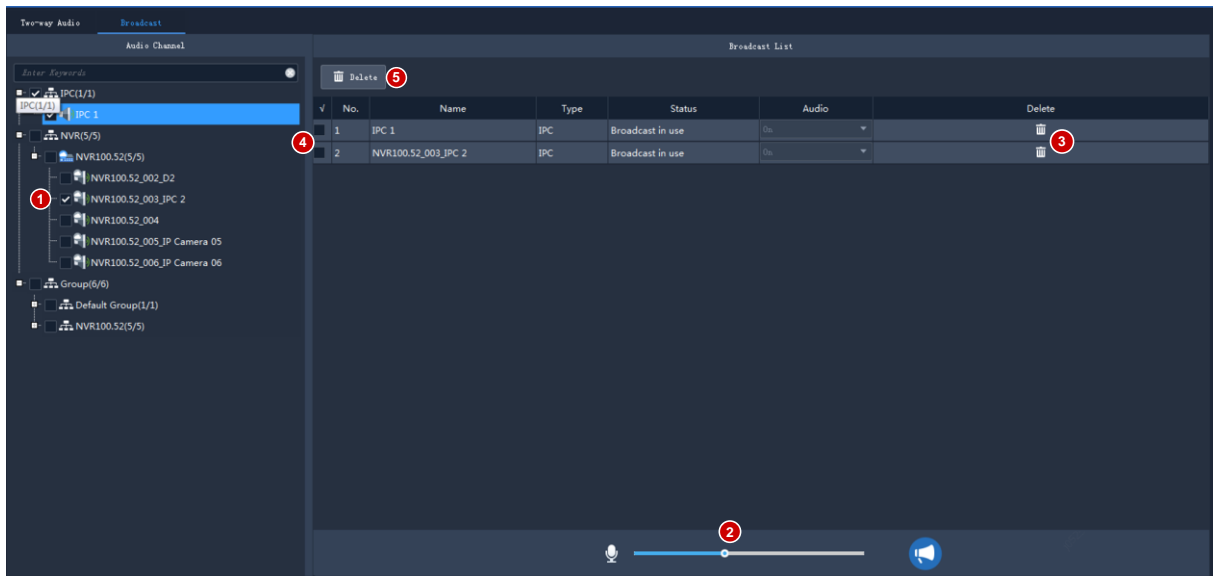 Two-way Audio Broadcast
Audio Channel Broadcast List
Enter Keywords
Delete 5
IPC(1/1)
IPC(1/1)
IPC 1
√ No. Name Type Status Audio Delete
1 IPC 1 IPC Broadcast in use On
2 NVR100.52_003_IPC 2 IPC Broadcast in use On
3
4
NVR(5/5)
NVR100.52(5/5)
NVR100.52_002_D2
1 NVR100.52_003_IPC 2
NVR100.52_004
NVR100.52_005_IP Camera 05
NVR100.52_006_IP Camera 06
Group(6/6)
Default Group(1/1)
NVR100.52(5/5)
2